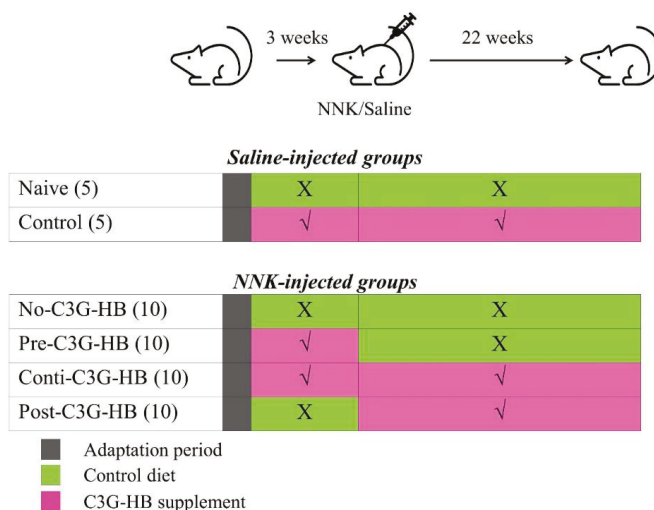 3 weeks
22 weeks
NNK/Saline
Saline-injected groups
Naive (5) X X
Control (5) √ √
NNK-injected groups
No-C3G-HB (10) X X
Pre-C3G-HB (10) √ X
Conti-C3G-HB (10) √ √
Post-C3G-HB (10) X √
Adaptation period
Control diet
C3G-HB supplement